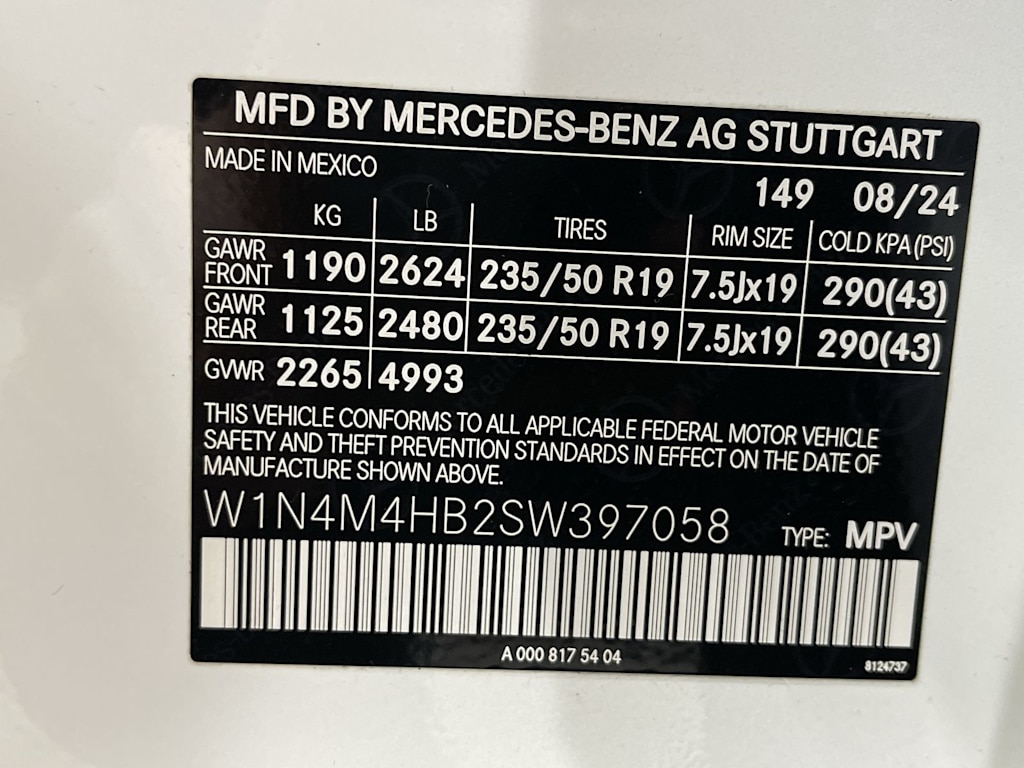 MFD BY MERCEDES-BENZ AG STUTTGART
MADE IN MEXICO
149 08/24
KG LB TIRES RIM SIZE COLD KPA (PSI)
GAWR FRONT 1190 2624 235/50 R19 7.5Jx19 290(43)
GAWR REAR 1125 2480 235/50 R19 7.5Jx19 290(43)
GVWR 2265 4993
THIS VEHICLE CONFORMS TO ALL APPLICABLE FEDERAL MOTOR VEHICLE
SAFETY AND THEFT PREVENTION STANDARDS IN EFFECT ON THE DATE OF
MANUFACTURE SHOWN ABOVE.
W1N4M4HB2SW397058 TYPE: MPV
A 000 817 54 04
8124737